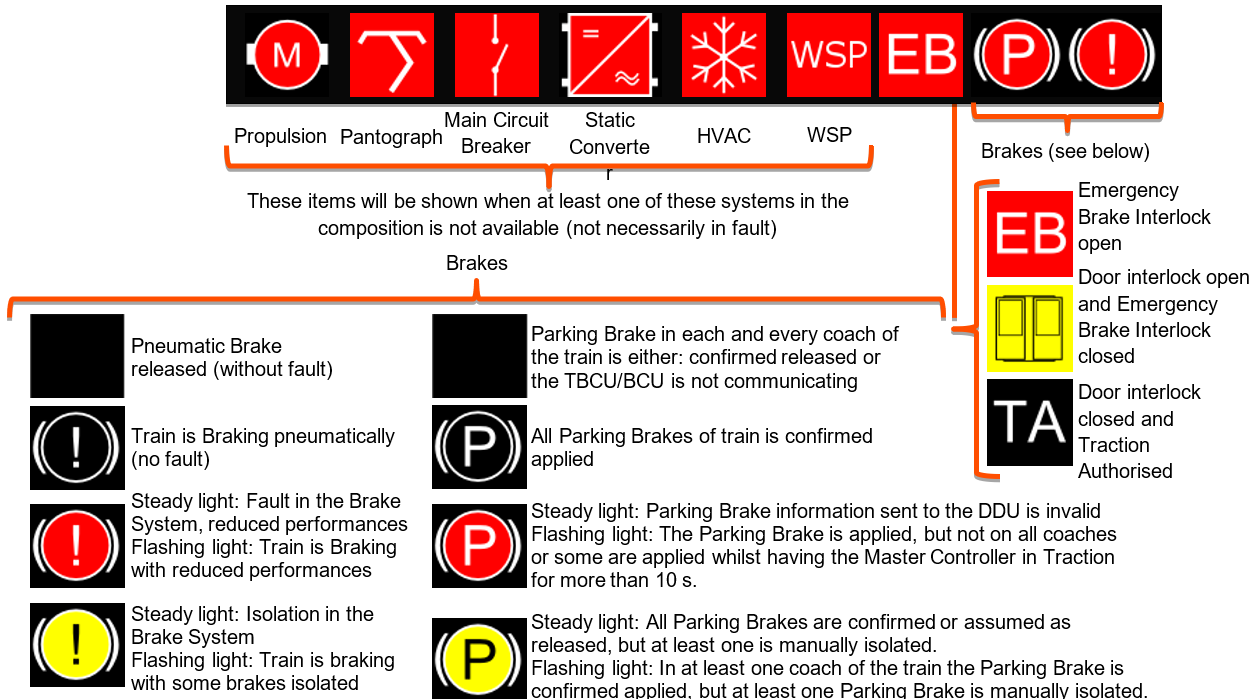 M
WSP
EB
P
!
Propulsion
Pantograph
Main Circuit
Breaker
Static
Converte
r
HVAC
WSP
Brakes (see below)
These items will be shown when at least one of these systems in the
composition is not available (not necessarily in fault)
EB
Emergency
Brake Interlock
open
Door interlock open
and Emergency
Brake Interlock
closed
TA
Door interlock
closed and
Traction
Authorised
Brakes
Pneumatic Brake
released (without fault)
!
Train is Braking pneumatically
(no fault)
!
Steady light: Fault in the Brake
System, reduced performances
Flashing light: Train is Braking
with reduced performances
!
Steady light: Isolation in the
Brake System
Flashing light: Train is braking
with some brakes isolated
Parking Brake in each and every coach of
the train is either: confirmed released or
the TBCU/BCU is not communicating
P
All Parking Brakes of train is confirmed
applied
P
Steady light: Parking Brake information sent to the DDU is invalid
Flashing light: The Parking Brake is applied, but not on all coaches
or some are applied whilst having the Master Controller in Traction
for more than 10 s.
P
Steady light: All Parking Brakes are confirmed or assumed as
released, but at least one is manually isolated.
Flashing light: In at least one coach of the train the Parking Brake is
confirmed applied, but at least one Parking Brake is manually isolated.